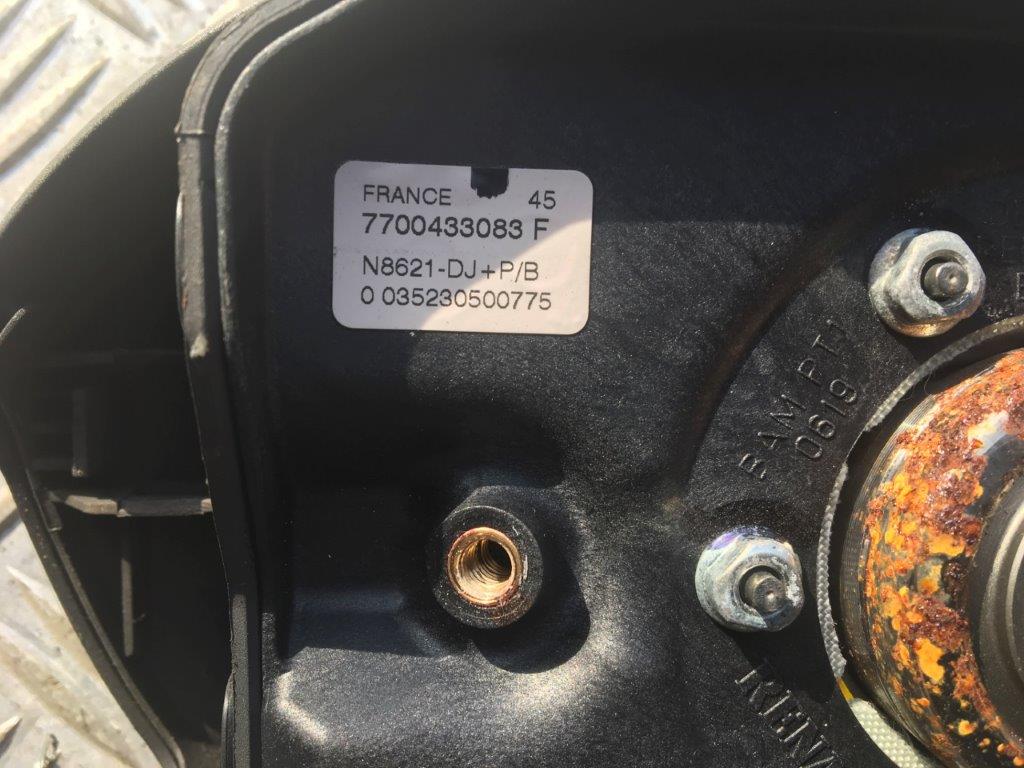 FRANCE 45
7700433083 F
N8621-DJ+P/B
0 035230500775
0619